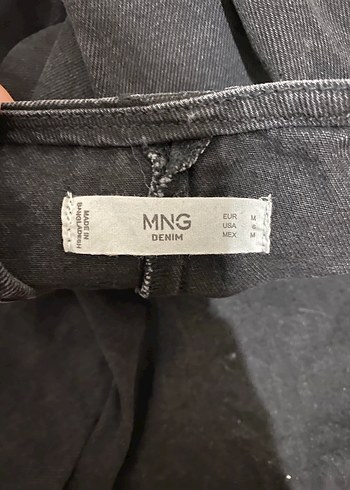 MADE IN
BANGLADESH
MNG
DENIM
EUR M
USA S
MEX M